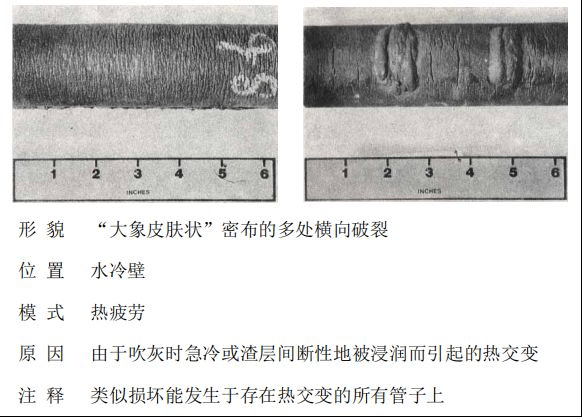 1 2 3 4 5 6
INCHES
1 2 3 4 5 6
INCHES
形 貌 “大象皮肤状”密布的多处横向破裂
位 置 水冷壁
模 式 热疲劳
原 因 由于吹灰时急冷或渣层间断性地被浸润而引起的热交变
注 释 类似损坏能发生于存在热交变的所有管子上